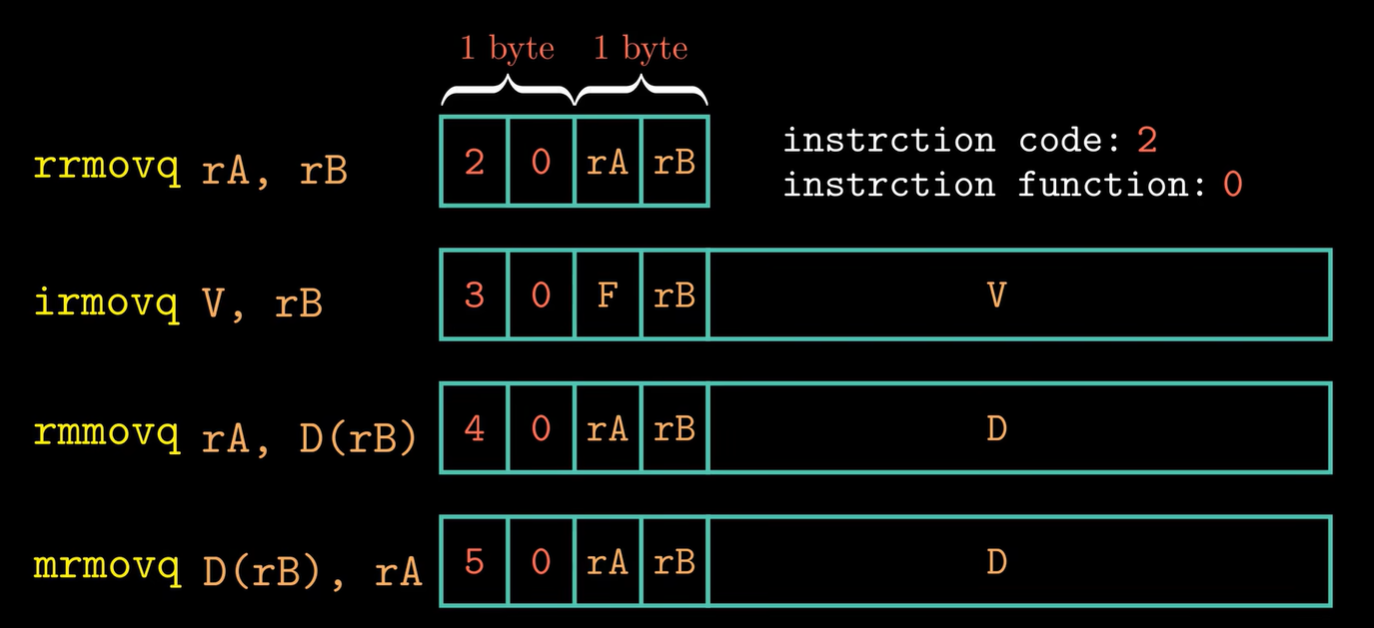 1 byte 1 byte
rrmovq rA, rB 2 0 rA rB
instrction code: 2
instrction function: 0
irmovq V, rB 3 0 F rB V
rmmovq rA, D(rB) 4 0 rA rB D
mrmovq D(rB), rA 5 0 rA rB D